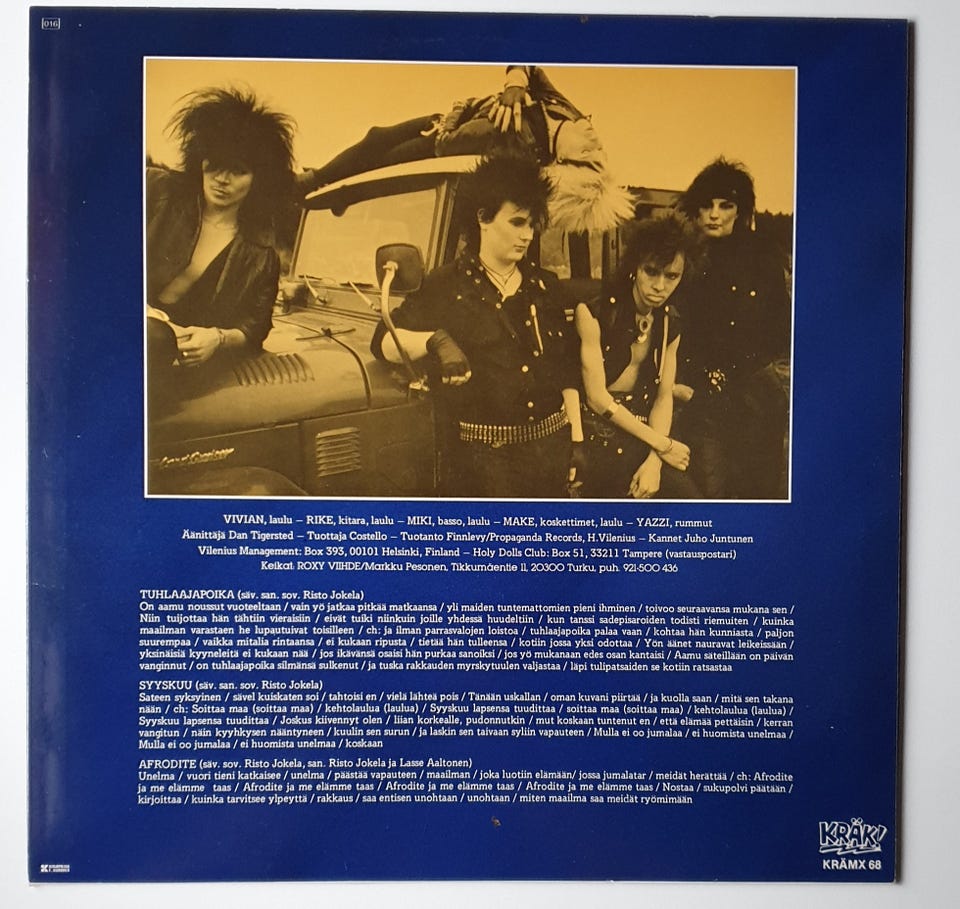 016
Land Cruiser
VIVIAN, laulu – RIKE, kitara, laulu – MIKI, basso, laulu – MAKE, koskettimet, laulu – YAZZI, rummut
Äänittäjä Dan Tigersted – Tuottaja Costello – Tuotanto Finnlevy/Propaganda Records, H.Vilenius – Kannet Juho Juntunen
Vilenius Management: Box 393, 00101 Helsinki, Finland – Holy Dolls Club: Box 51, 33211 Tampere (vastauspostari)
Keikat: ROXY VIIHDE/Markku Pesonen, Tikkumäentie 11, 20300 Turku, puh. 921-500 436
TUHLAAJAPOIKA (säv. san. sov. Risto Jokela)
On aamu noussut vuoteeltaan / vain yö jatkaa pitkää matkaansa / yli maiden tuntemattomien pieni ihminen / toivoo seuraavansa mukana sen /
Niin tuijottaa hän tähtiin vieraisiin / eivät tuiki niinkuin joille yhdessä huudeltiin / kun tanssi sadepisaroiden todisti riemuiten / kuinka
maailman varastaen he lupautuivat toisilleen / ch: ja ilman parrasvalojen loistoa / tuhlaajapoika palaa vaan / kohtaa hän kunniasta / paljon
suurempaa / vaikka mitalia rintaansa / ei kukaan ripusta / tietää hän tulleensa / kotiin jossa yksi odottaa / Yön äänet nauravat leikeissään /
yksinäisiä kyyneleitä ei kukaan nää / jos ikävänsä osaisi hän purkaa sanoiksi / jos yö mukanaan edes osan kantaisi / Aamu säteillään on päivän
vanginnut / on tuhlaajapoika silmänsä sulkenut / ja tuska rakkauden myrskytuulen valjastaa / läpi tulipatsaiden se kotiin ratsastaa
SYYSKUU (säv. san. sov. Risto Jokela)
Sateen syksyinen / sävel kuiskaten soi / tahtoisi en / vielä lähteä pois / Tänään uskallan / oman kuvani piirtää / ja kuolla saan / mitä sen takana
nään / ch: Soittaa maa (soittaa maa) / kehtolaulua (laulua) / Syyskuu lapsensa tuudittaa / soittaa maa (soittaa maa) / kehtolaulua (laulua) /
Syyskuu lapsensa tuudittaa / Joskus kiivennyt olen / liian korkealle, pudonnutkin / mut koskaan tuntenut en / että elämää pettäisin / kerran
vangitun / näin kyyhkysen nääntyneen / kuulin sen surun / ja laskin sen taivaan syliin vapauteen / Mulla ei oo jumalaa / ei huomista unelmaa /
Mulla ei oo jumalaa / ei huomista unelmaa / koskaan
AFRODITE (säv. sov. Risto Jokela, san. Risto Jokela ja Lasse Aaltonen)
Unelma / vuori tieni katkaisee / unelma / päästää vapauteen / maailman / joka luotiin elämään/ jossa jumalatar / meidät herättää / ch: Afrodite
ja me elämme taas / Afrodite ja me elämme taas / Afrodite ja me elämme taas / Afrodite ja me elämme taas / Nostaa / sukupolvi päätään /
kirjoittaa / kuinka tarvitsee ylpeyttä / rakkaus / saa entisen unohtaan / unohtaan / miten maailma saa meidät ryömimään
KRÄK!
KRÄMX 68